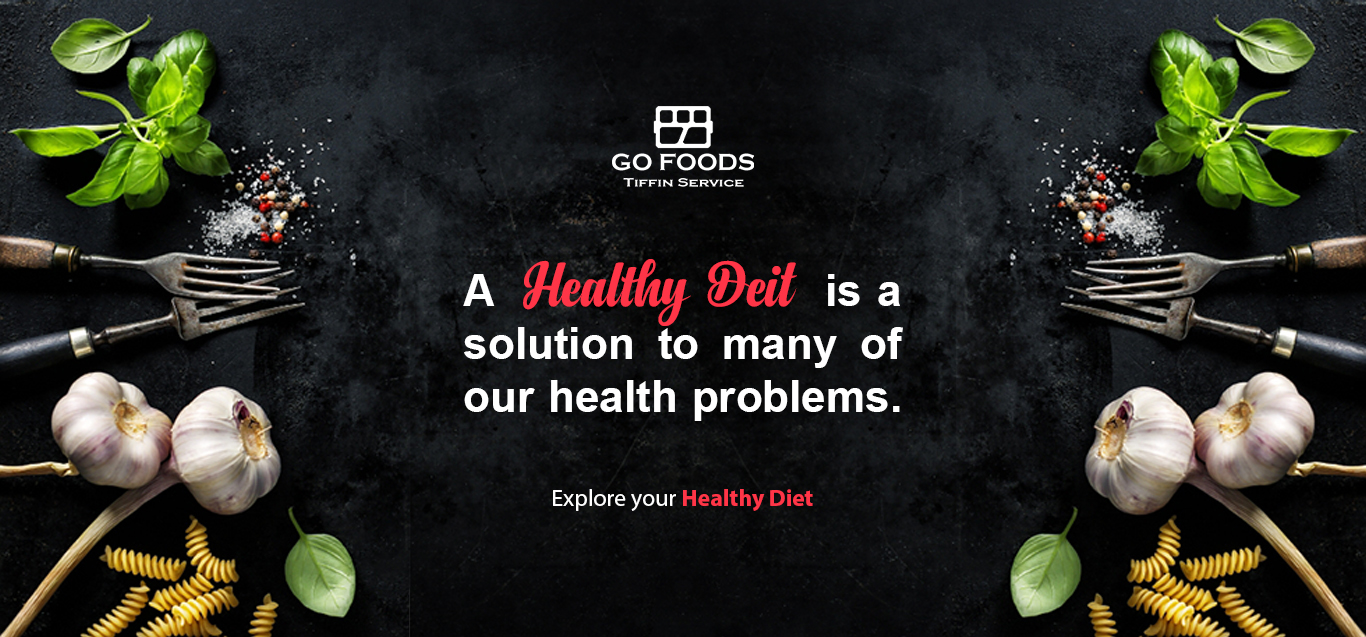 GO FOODS
TIFFIN SERVICE
A Healthy Deit is a
solution to many of
our health problems.
Explore your Healthy Diet